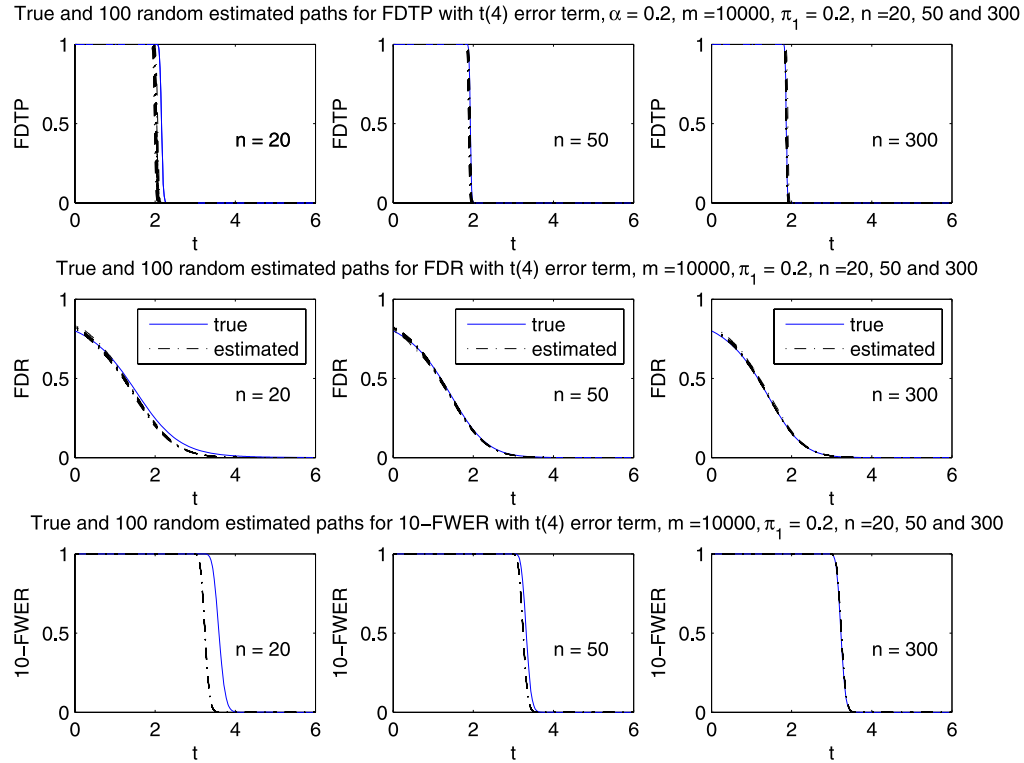 True and 100 random estimated paths for FDTP with t(4) error term, α = 0.2, m =10000, π1 = 0.2, n =20, 50 and 300
1
0.5
0
FDTP
n = 20
0 2 4 6
t
1
0.5
0
FDTP
n = 50
0 2 4 6
t
1
0.5
0
FDTP
n = 300
0 2 4 6
t
True and 100 random estimated paths for FDR with t(4) error term, m =10000, π1 = 0.2, n =20, 50 and 300
1
0.5
0
FDR
true
estimated
n = 20
0 2 4 6
t
1
0.5
0
FDR
true
estimated
n = 50
0 2 4 6
t
1
0.5
0
FDR
true
estimated
n = 300
0 2 4 6
t
True and 100 random estimated paths for 10−FWER with t(4) error term, m =10000, π1 = 0.2, n =20, 50 and 300
1
0.5
0
10−FWER
n = 20
0 2 4 6
t
1
0.5
0
10−FWER
n = 50
0 2 4 6
t
1
0.5
0
10−FWER
n = 300
0 2 4 6
t